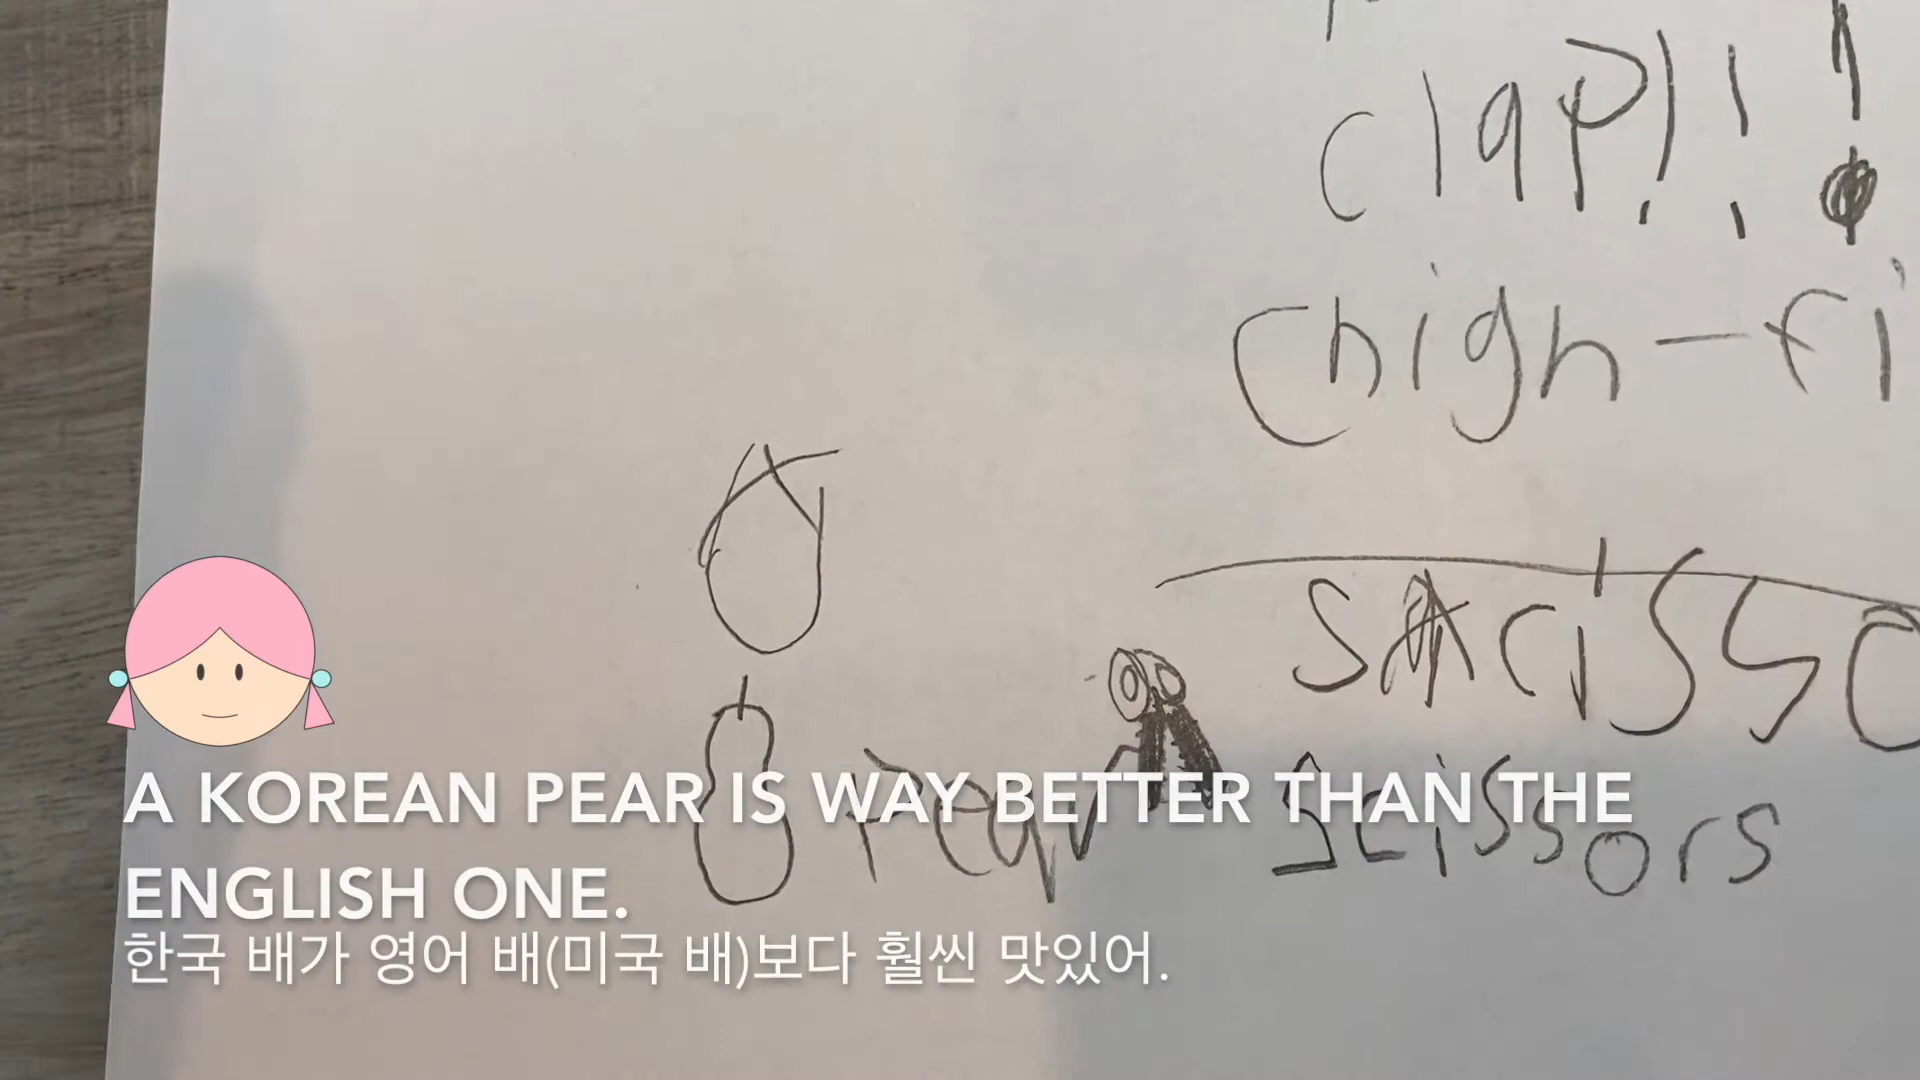 clap!!!
high-fi
sacisso
pear
scissors
A KOREAN PEAR IS WAY BETTER THAN THE
ENGLISH ONE.
한국 배가 영어 배(미국 배)보다 훨씬 맛있어.